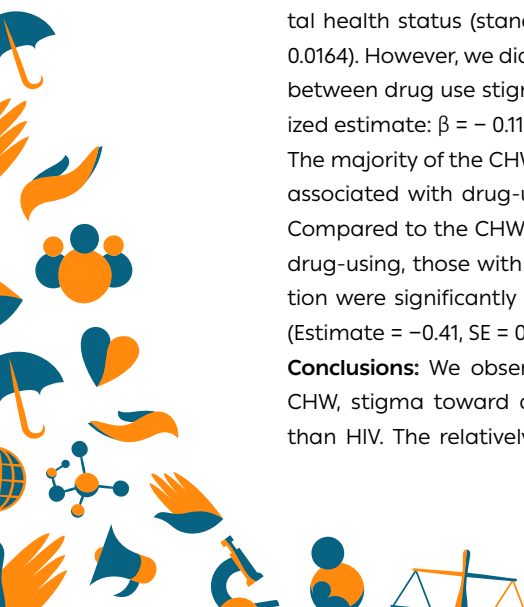 tal health status (stand
0.0164). However, we did
between drug use stigm
ized estimate: β = − 0.11
The majority of the CHW
associated with drug-u
Compared to the CHW
drug-using, those with
tion were significantly
(Estimate = −0.41, SE = 0
Conclusions: We obser
CHW, stigma toward
than HIV. The relatively